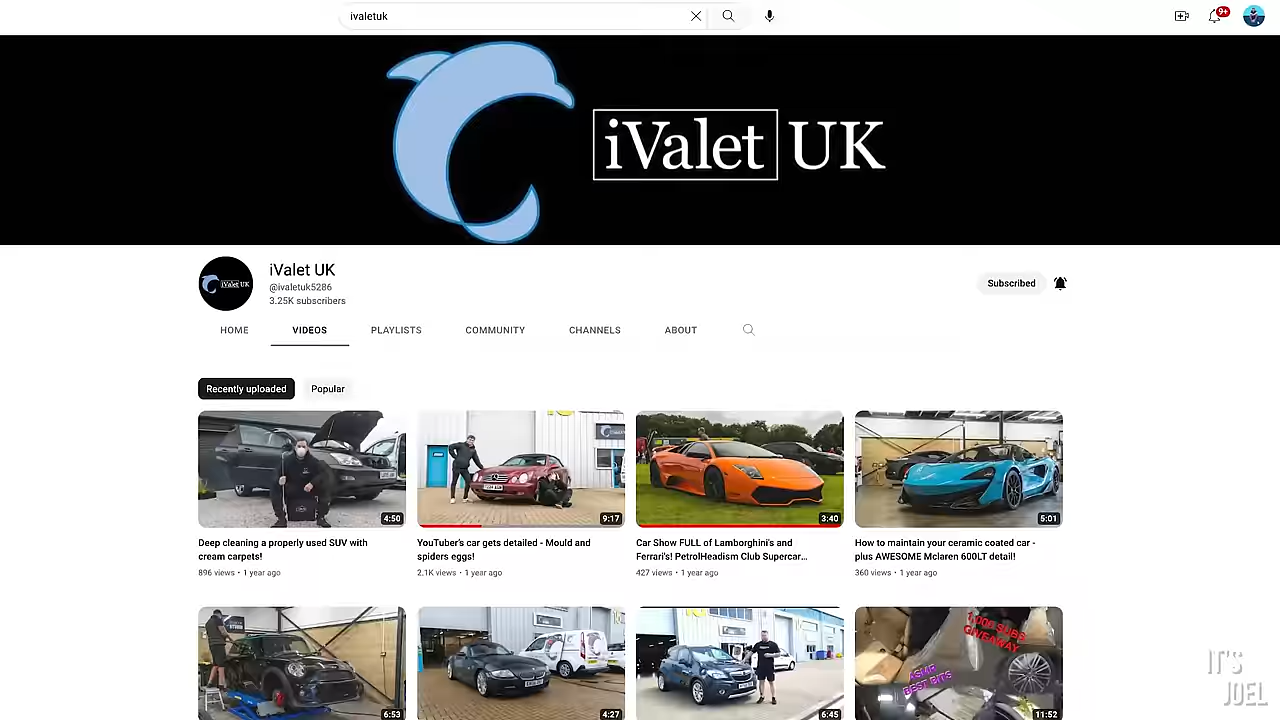 ivaletuk
9+
iValet UK
iValet UK
iValet UK
@ivaletuk5286
3.25K subscribers
Subscribed
HOME
VIDEOS
PLAYLISTS
COMMUNITY
CHANNELS
ABOUT
Recently uploaded
Popular
4:50
9:17
3:40
5:01
Deep cleaning a properly used SUV with
cream carpets!
896 views • 1 year ago
YouTuber's car gets detailed - Mould and
spiders eggs!
2.1K views • 1 year ago
Car Show FULL of Lamborghini's and
Ferrari's! PetrolHeadism Club Supercar...
427 views • 1 year ago
How to maintain your ceramic coated car -
plus AWESOME Mclaren 600LT detail!
360 views • 1 year ago
1,000 SUBS
GIVEAWAY
ASMR
BEST BITS
6:53
4:27
6:45
11:52
IT'S
JOEL